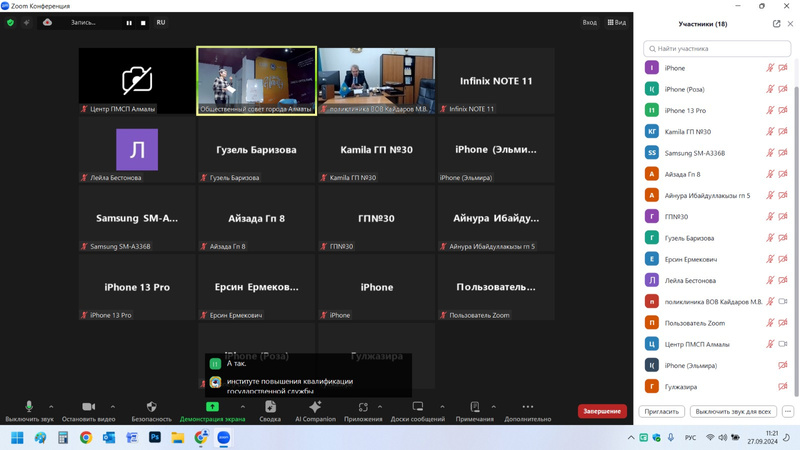 Zoom Конференция
Запись...
RU
Вход
Вид
Центр ПМСП Алмалы
Общественный совет города Алматы
поликлиника ВОВ Кайдаров М.В.
Infinix NOTE 11
Infinix NOTE 11
Л
Лейла Бестонова
Гузель Баризова
Гузель Баризова
Kamila ГП №30
Kamila ГП №30
iPhone (Эльми...
iPhone (Эльмира)
Samsung SM-A...
Samsung SM-A336B
Айзада Гп 8
Айзада Гп 8
ГП№30
ГП№30
Айнура Ибайду...
Айнура Ибайдуллакызы гп 5
iPhone 13 Pro
iPhone 13 Pro
Ерсин Ермеков...
Ерсин Ермекович
iPhone
iPhone
Пользователь...
Пользователь Zoom
iPhone (Роза)
Гулжазира
А так.
институте повышения квалификации
государственной службы
Выключить звук
Остановить видео
Безопасность
Демонстрация экрана
Сводка
AI Companion
Приложения
Доски сообщений
Примечания
Дополнительно
Завершение
Участники (18)
Найти участника
I
iPhone
I(
iPhone (Роза)
I1
iPhone 13 Pro
КГ
Kamila ГП №30
SS
Samsung SM-A336B
А
Айзада Гп 8
А
Айнура Ибайдуллакызы гп 5
Г
ГП№30
Г
Гузель Баризова
Е
Ерсин Ермекович
Л
Лейла Бестонова
п
поликлиника ВОВ Кайдаров М.В.
П
Пользователь Zoom
Ц
Центр ПМСП Алмалы
I(
iPhone (Эльмира)
Г
Гулжазира
Пригласить
Выключить звук для всех
РУС
11:21
27.09.2024